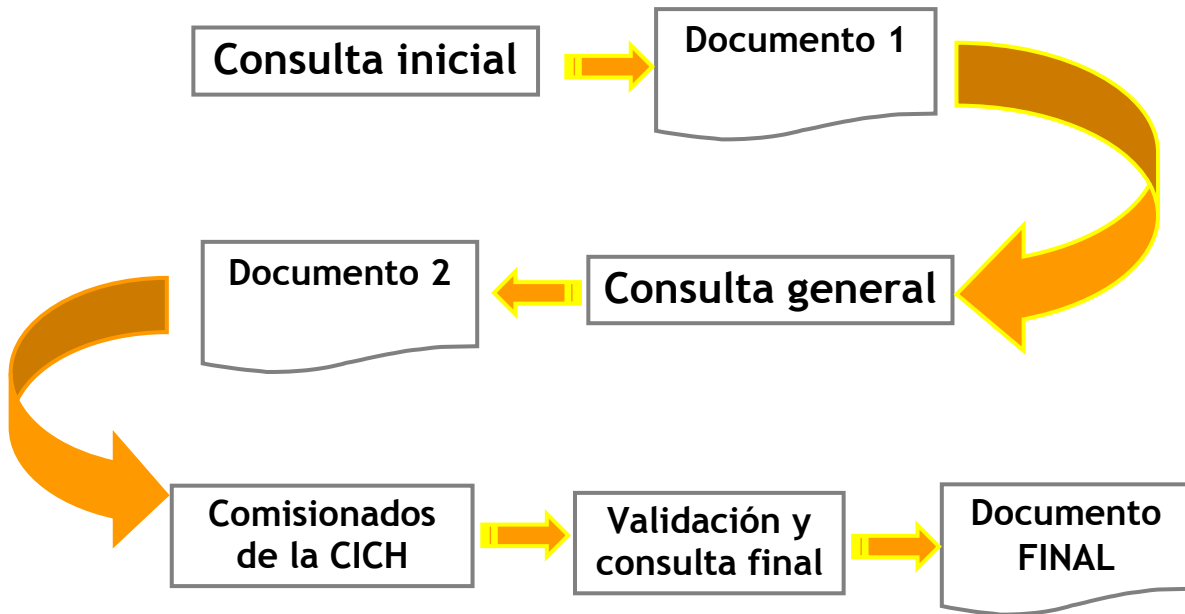 Consulta inicial
Documento 1
Consulta general
Documento 2
Comisionados
de la CICH
Validación y
consulta final
Documento
FINAL